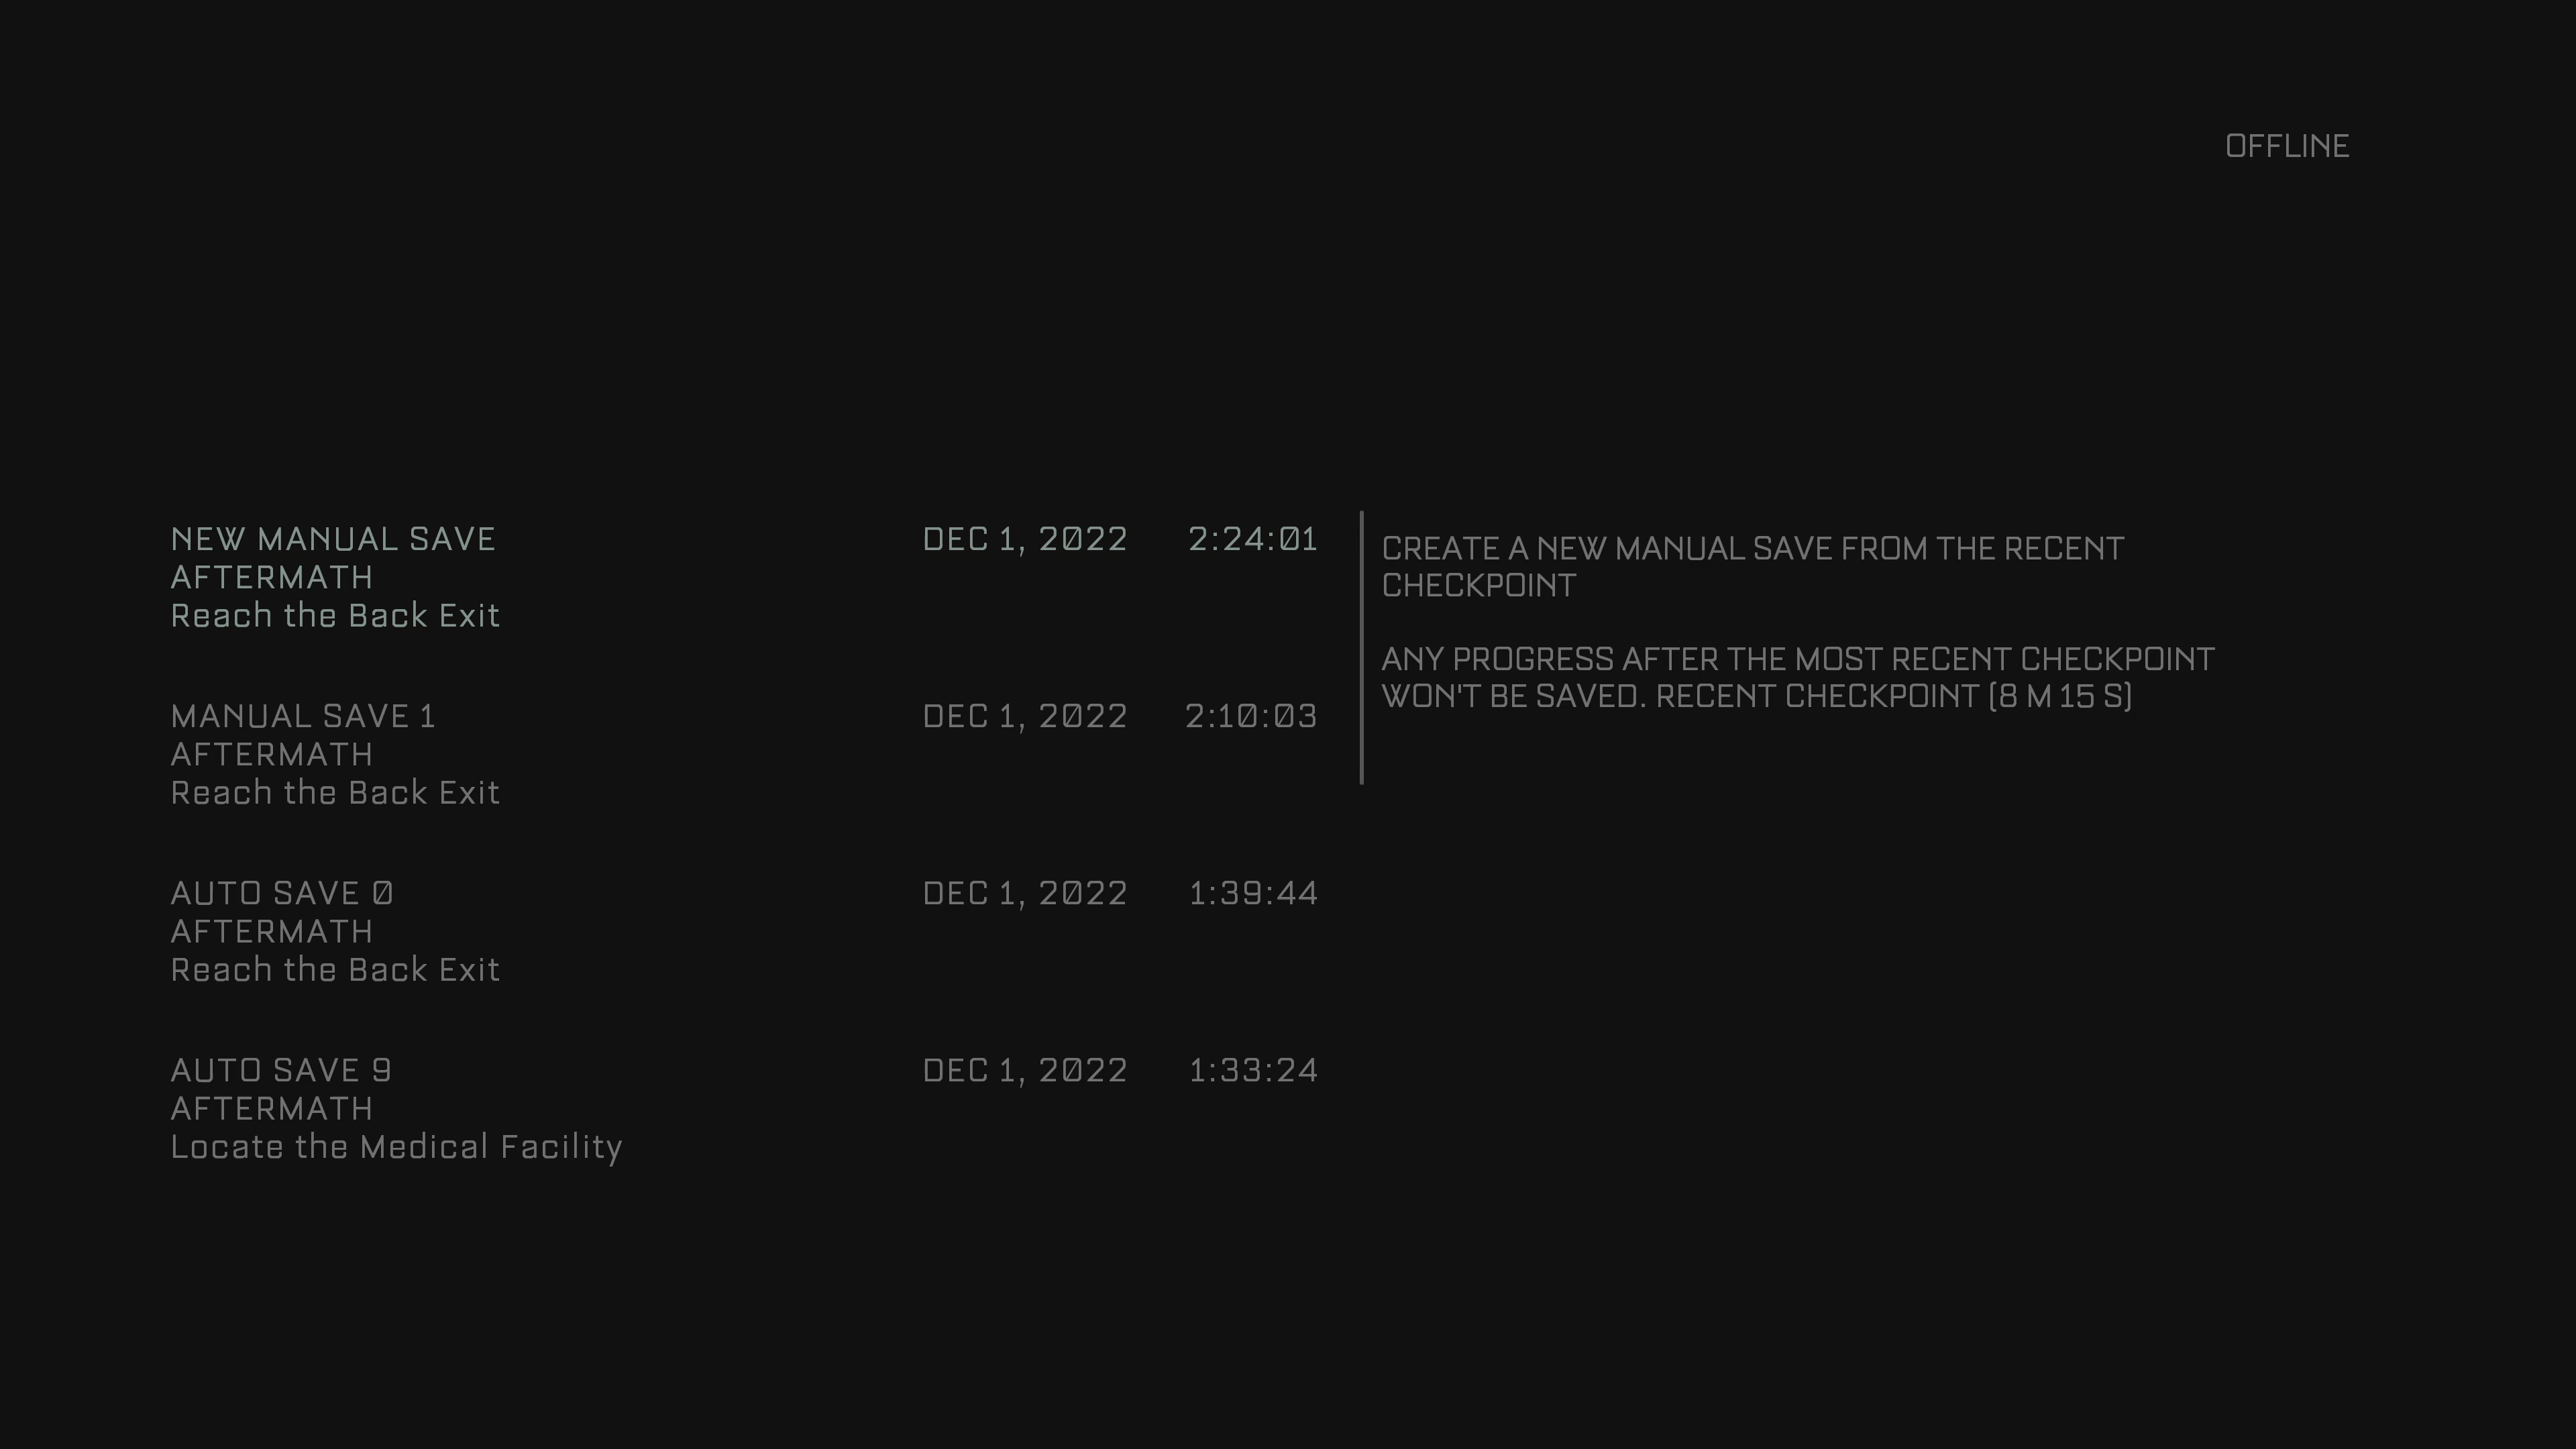 OFFLINE
NEW MANUAL SAVE DEC 1, 2022 2:24:01
AFTERMATH
Reach the Back Exit
MANUAL SAVE 1 DEC 1, 2022 2:10:03
AFTERMATH
Reach the Back Exit
AUTO SAVE 0 DEC 1, 2022 1:39:44
AFTERMATH
Reach the Back Exit
AUTO SAVE 9 DEC 1, 2022 1:33:24
AFTERMATH
Locate the Medical Facility
CREATE A NEW MANUAL SAVE FROM THE RECENT
CHECKPOINT
ANY PROGRESS AFTER THE MOST RECENT CHECKPOINT
WON'T BE SAVED. RECENT CHECKPOINT (8 M 15 S)